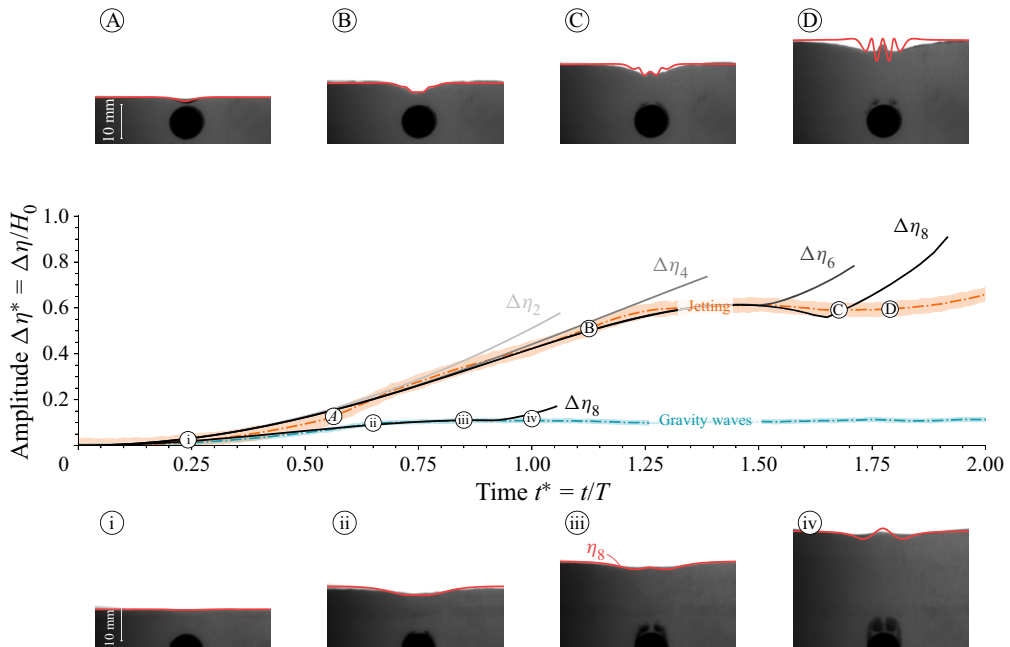 A B C D
10 mm
Amplitude Δη* = Δη/H₀
1.0
0.8
0.6
0.4
0.2
0
Δη₂
Δη₄
Δη₆
Δη₈
Jetting
A B C D
Δη₈
i ii iii iv
Gravity waves
0.25 0.50 0.75 1.00 1.25 1.50 1.75 2.00
Time t* = t/T
i ii iii iv
η₈
10 mm